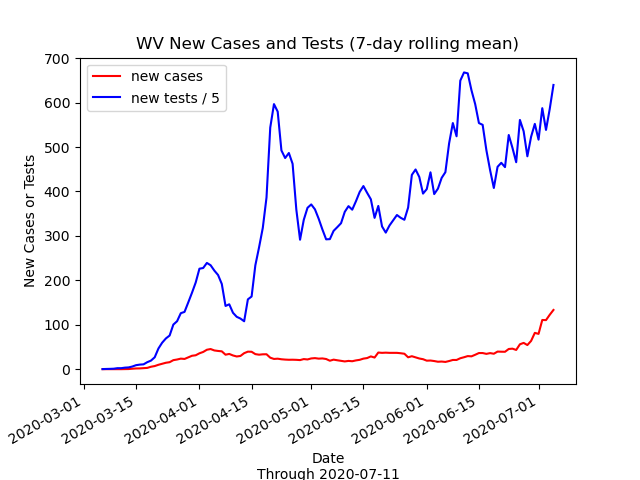 WV New Cases and Tests (7-day rolling mean)
new cases
new tests / 5
New Cases or Tests
700
600
500
400
300
200
100
0
2020-03-01
2020-03-15
2020-04-01
2020-04-15
2020-05-01
2020-05-15
2020-06-01
2020-06-15
2020-07-01
Date
Through 2020-07-11